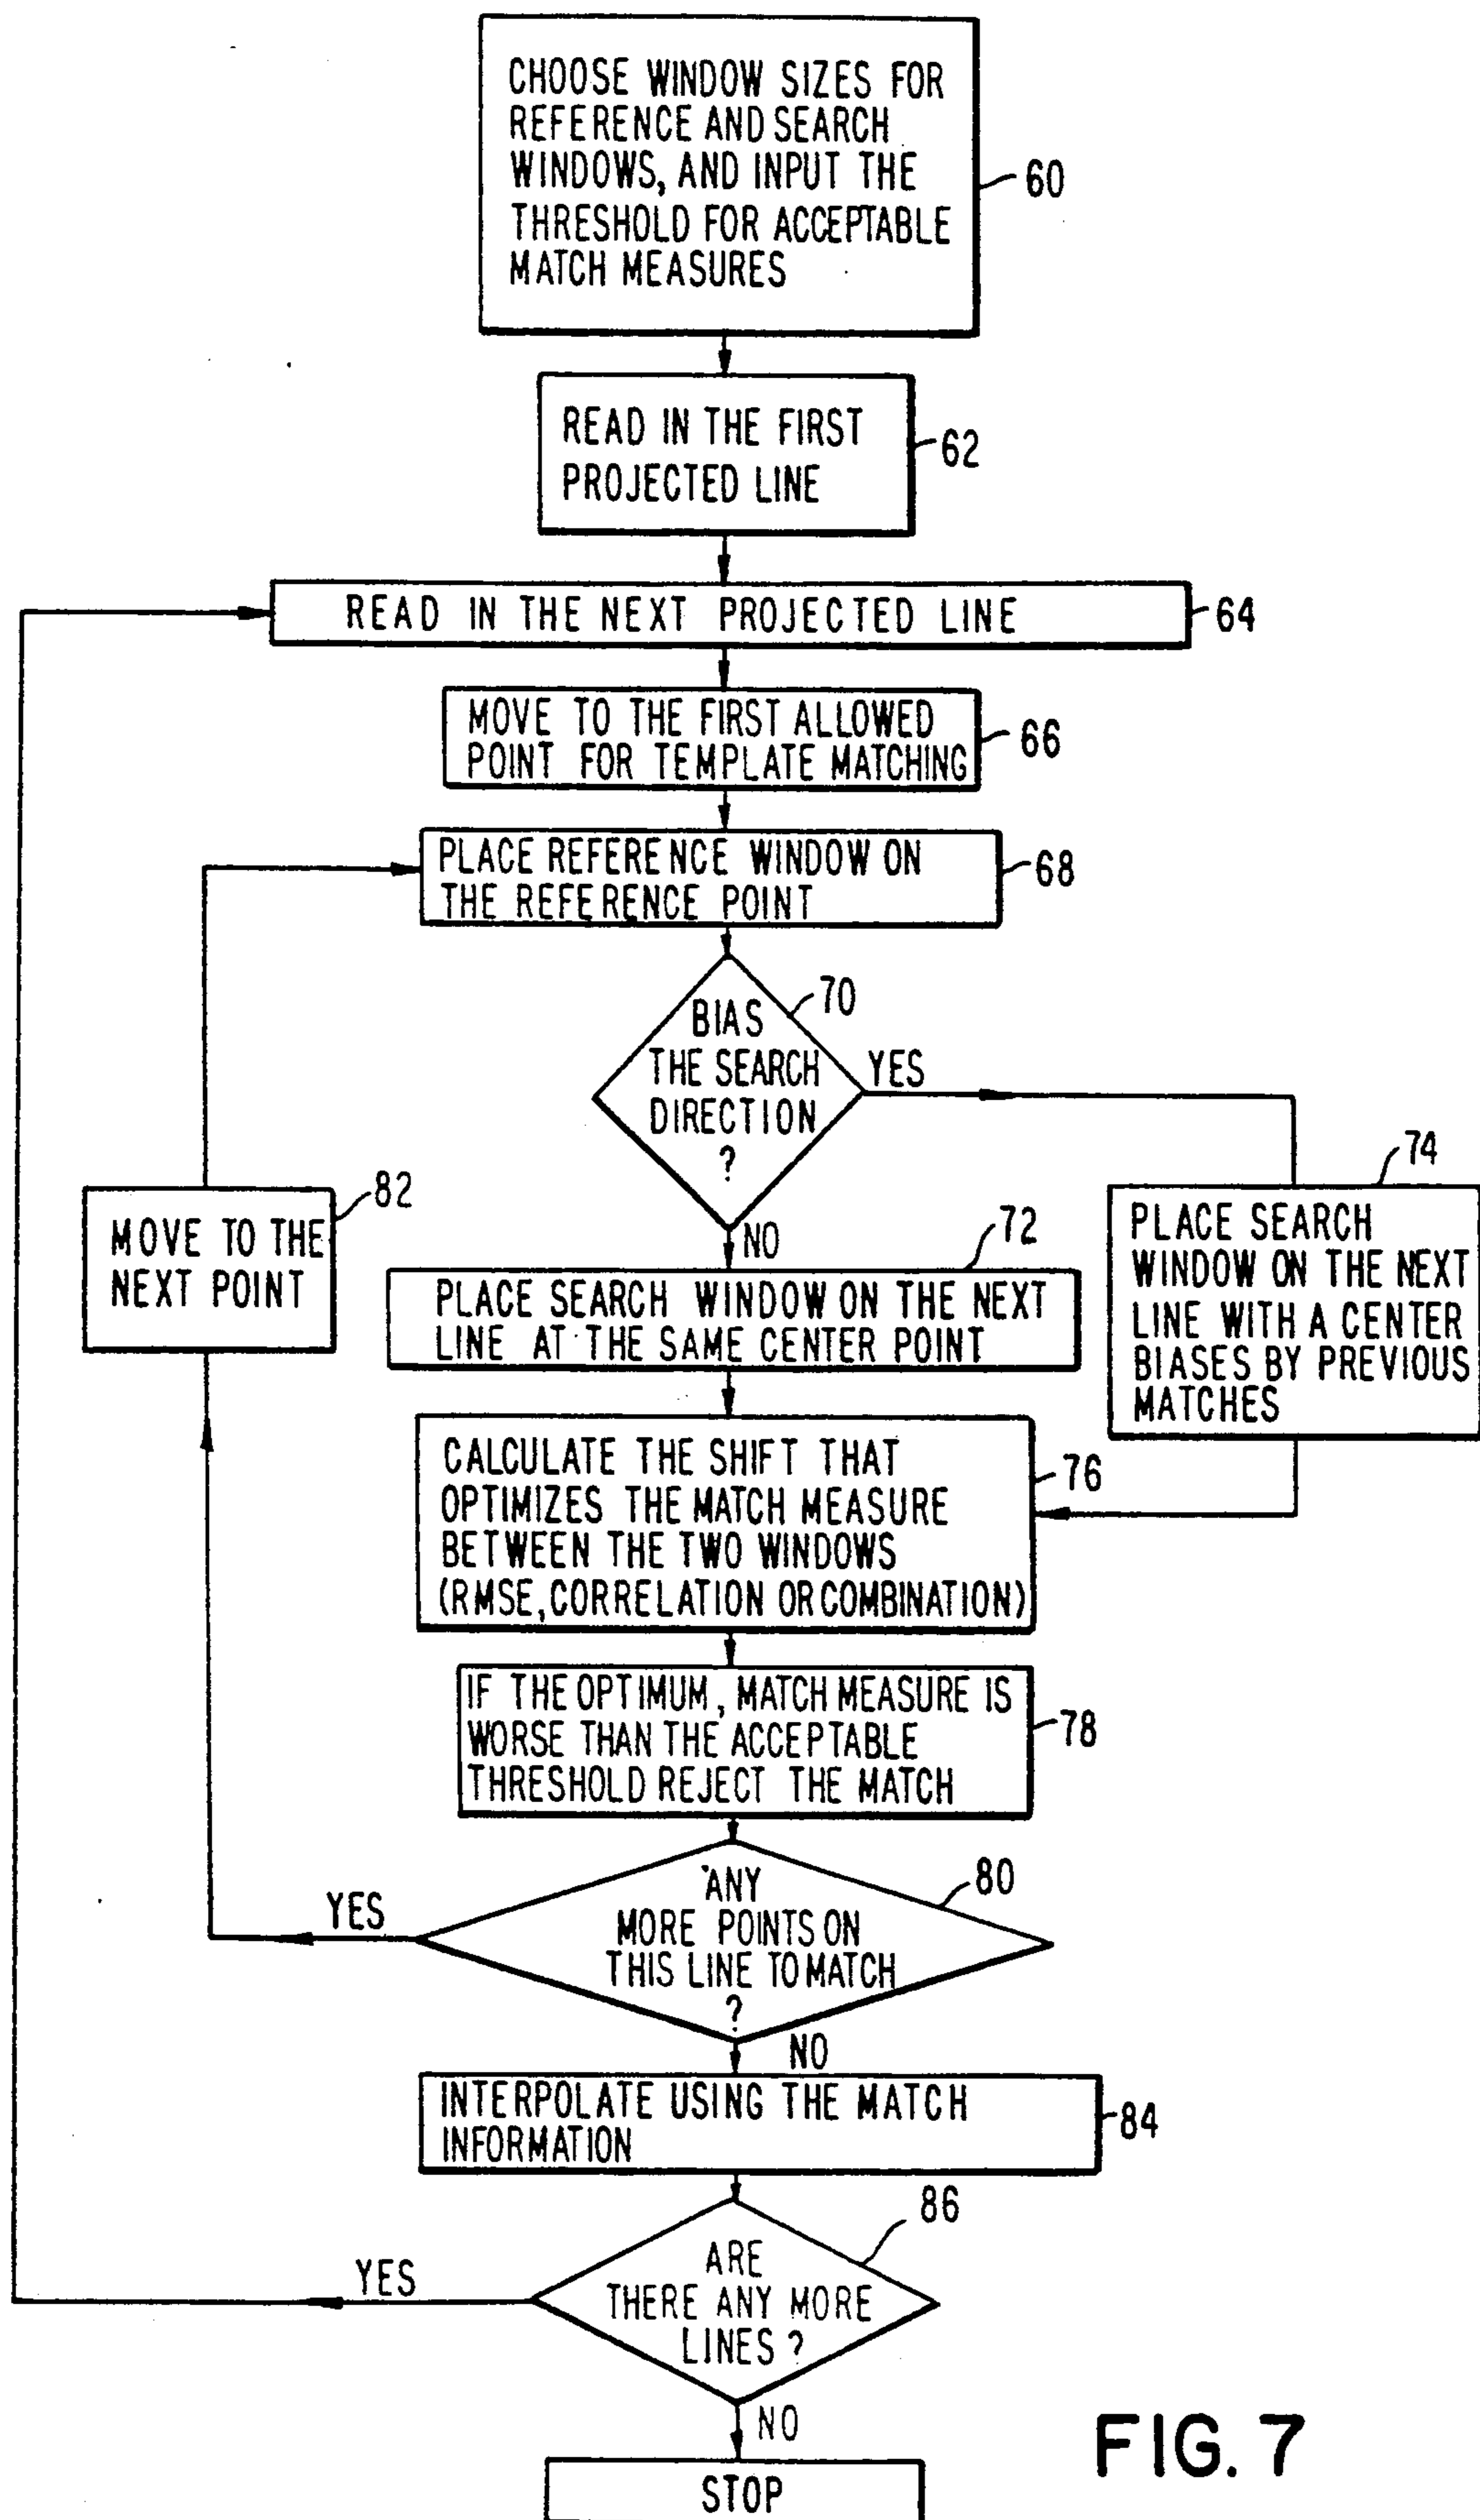 CHOOSE WINDOW SIZES FOR
REFERENCE AND SEARCH
WINDOWS, AND INPUT THE
THRESHOLD FOR ACCEPTABLE
MATCH MEASURES
60
READ IN THE FIRST
PROJECTED LINE
62
READ IN THE NEXT PROJECTED LINE
64
MOVE TO THE FIRST ALLOWED
POINT FOR TEMPLATE MATCHING
66
PLACE REFERENCE WINDOW ON
THE REFERENCE POINT
68
BIAS
THE SEARCH
DIRECTION
?
70
YES
NO
74
PLACE SEARCH
WINDOW ON THE NEXT
LINE WITH A CENTER
BIASES BY PREVIOUS
MATCHES
82
MOVE TO THE
NEXT POINT
72
PLACE SEARCH WINDOW ON THE NEXT
LINE AT THE SAME CENTER POINT
CALCULATE THE SHIFT THAT
OPTIMIZES THE MATCH MEASURE
BETWEEN THE TWO WINDOWS
(RMSE, CORRELATION OR COMBINATION)
76
IF THE OPTIMUM, MATCH MEASURE IS
WORSE THAN THE ACCEPTABLE
THRESHOLD REJECT THE MATCH
78
ANY
MORE POINTS ON
THIS LINE TO MATCH
?
80
YES
NO
INTERPOLATE USING THE MATCH
INFORMATION
84
ARE
THERE ANY MORE
LINES ?
86
YES
NO
STOP
FIG. 7